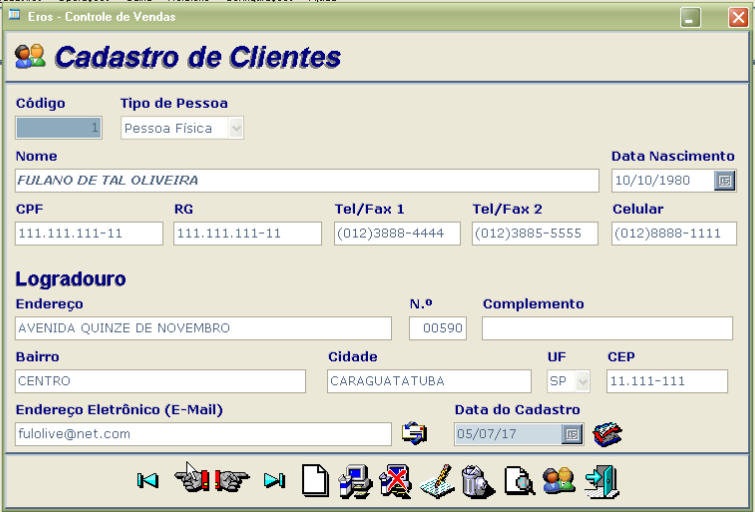 Eros - Controle de Vendas
Cadastro de Clientes
Código Tipo de Pessoa
1 Pessoa Física
Nome Data Nascimento
FULANO DE TAL OLIVEIRA 10/10/1980
CPF RG Tel/Fax 1 Tel/Fax 2 Celular
111.111.111-11 111.111.111-11 (012)3888-4444 (012)3885-5555 (012)8888-1111
Logradouro
Endereço N.º Complemento
AVENIDA QUINZE DE NOVEMBRO 00590
Bairro Cidade UF CEP
CENTRO CARAGUATATUBA SP 11.111-111
Endereço Eletrônico (E-Mail) Data do Cadastro
fulolive@net.com 05/07/17